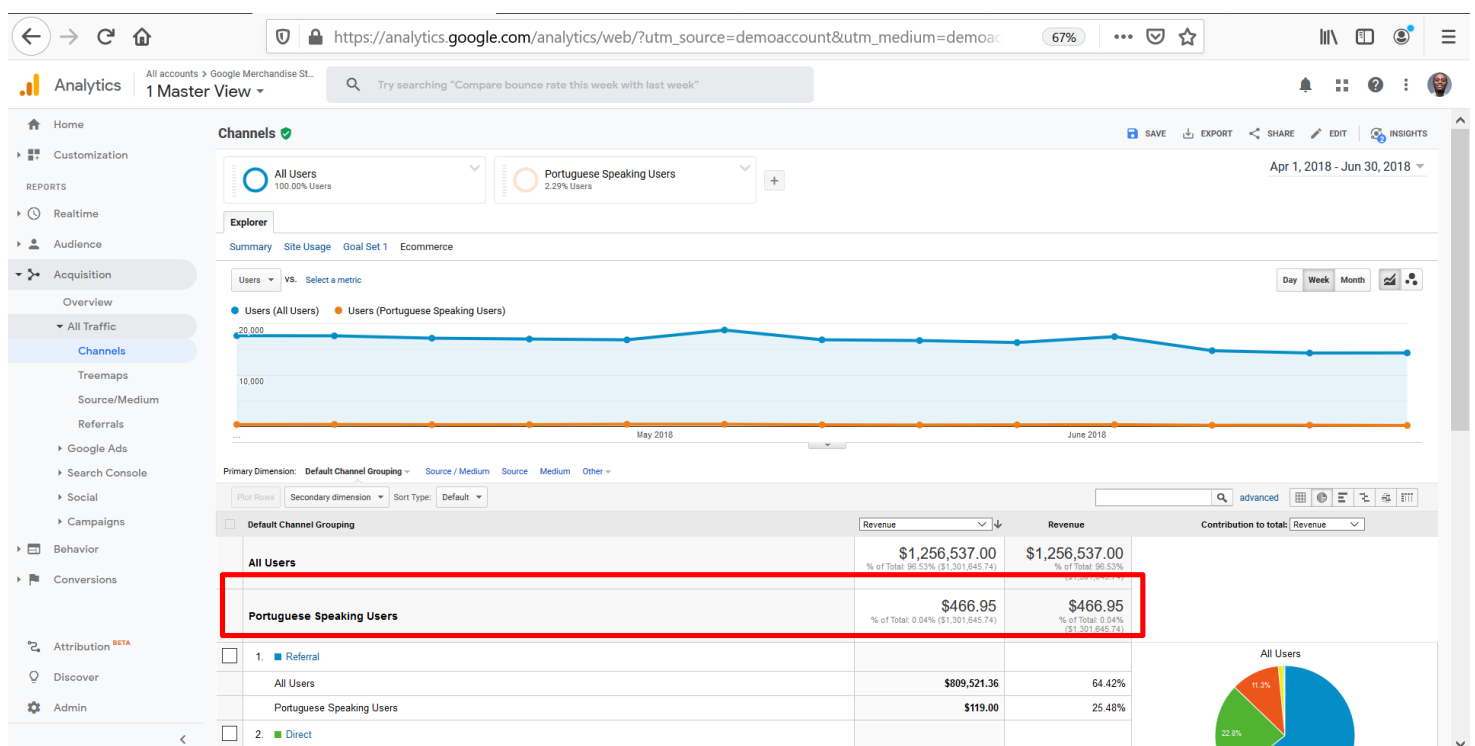 https://analytics.google.com/analytics/web/?utm_source=demoaccount&utm_medium=demoac
67%
Analytics
All accounts > Google Merchandise St...
1 Master View
Try searching "Compare bounce rate this week with last week"
Home
Customization
REPORTS
Realtime
Audience
Acquisition
Overview
All Traffic
Channels
Treemaps
Source/Medium
Referrals
Google Ads
Search Console
Social
Campaigns
Behavior
Conversions
Attribution BETA
Discover
Admin
Channels
SAVE EXPORT SHARE EDIT 2 INSIGHTS
All Users
100.00% Users
Portuguese Speaking Users
2.29% Users
+
Apr 1, 2018 - Jun 30, 2018
Explorer
Summary Site Usage Goal Set 1 Ecommerce
Users VS. Select a metric
Day Week Month
Users (All Users) Users (Portuguese Speaking Users)
20,000
10,000
... May 2018 June 2018
Primary Dimension: Default Channel Grouping Source / Medium Source Medium Other
Plot Rows Secondary dimension Sort Type: Default advanced
Default Channel Grouping Revenue Revenue Contribution to total: Revenue
All Users $1,256,537.00 $1,256,537.00
% of Total: 96.53% ($1,301,645.74) % of Total: 96.53%
($1,301,645.74)
Portuguese Speaking Users $466.95 $466.95
% of Total: 0.04% ($1,301,645.74) % of Total: 0.04%
($1,301,645.74)
1. Referral
All Users $809,521.36 64.42%
Portuguese Speaking Users $119.00 25.48%
2. Direct
All Users
11.3%
22.8%